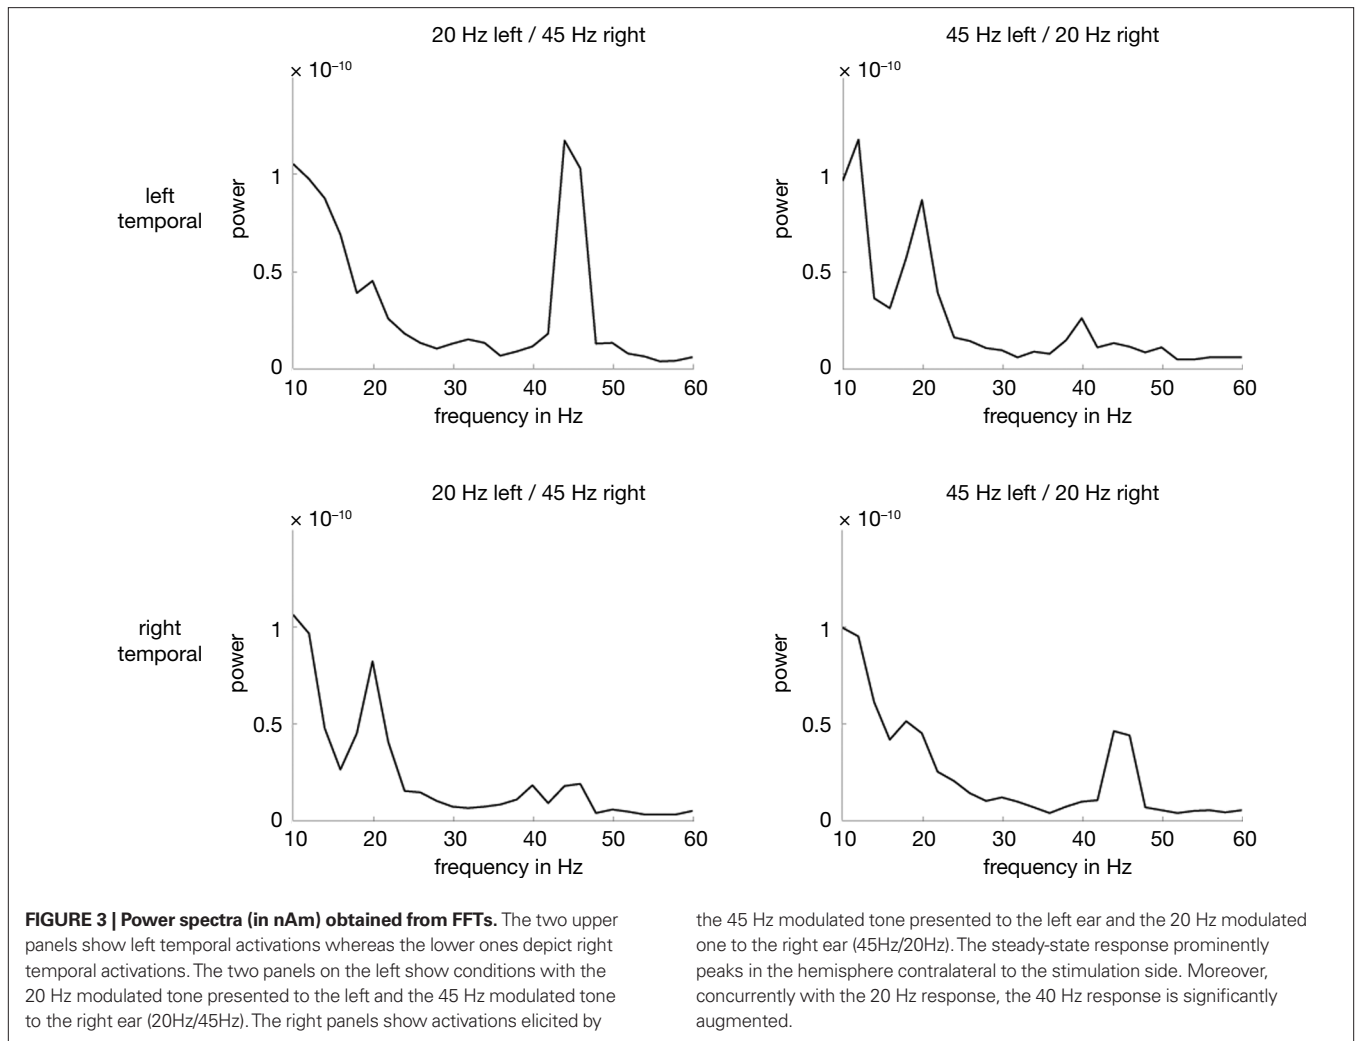 20 Hz left / 45 Hz right
× 10⁻¹⁰
1
0.5
0
power
left
temporal
10 20 30 40 50 60
frequency in Hz
45 Hz left / 20 Hz right
× 10⁻¹⁰
1
0.5
0
power
10 20 30 40 50 60
frequency in Hz
20 Hz left / 45 Hz right
× 10⁻¹⁰
1
0.5
0
power
right
temporal
10 20 30 40 50 60
frequency in Hz
45 Hz left / 20 Hz right
× 10⁻¹⁰
1
0.5
0
power
10 20 30 40 50 60
frequency in Hz
FIGURE 3 | Power spectra (in nAm) obtained from FFTs. The two upper
panels show left temporal activations whereas the lower ones depict right
temporal activations. The two panels on the left show conditions with the
20 Hz modulated tone presented to the left and the 45 Hz modulated tone
to the right ear (20Hz/45Hz). The right panels show activations elicited by
the 45 Hz modulated tone presented to the left ear and the 20 Hz modulated
one to the right ear (45Hz/20Hz). The steady-state response prominently
peaks in the hemisphere contralateral to the stimulation side. Moreover,
concurrently with the 20 Hz response, the 40 Hz response is significantly
augmented.